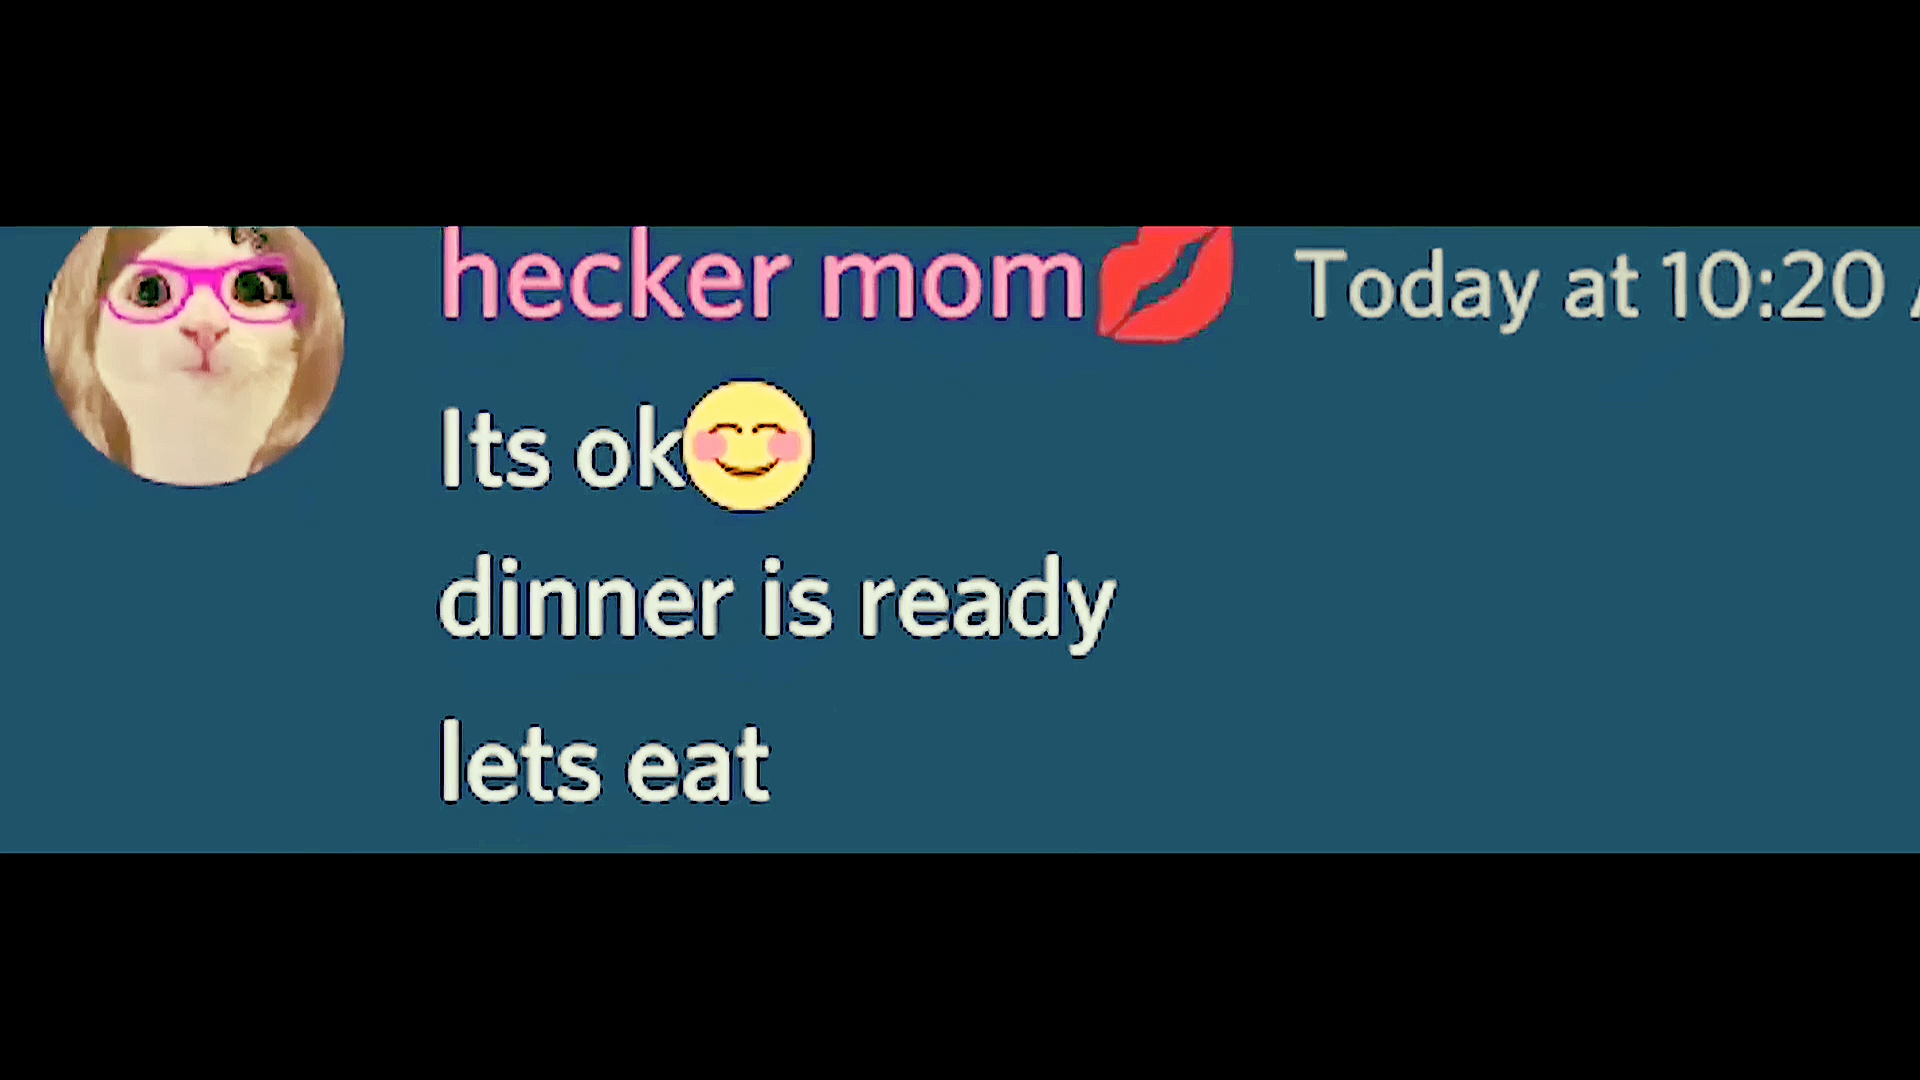 hecker mom💋 Today at 10:20
Its ok😊
dinner is ready
lets eat